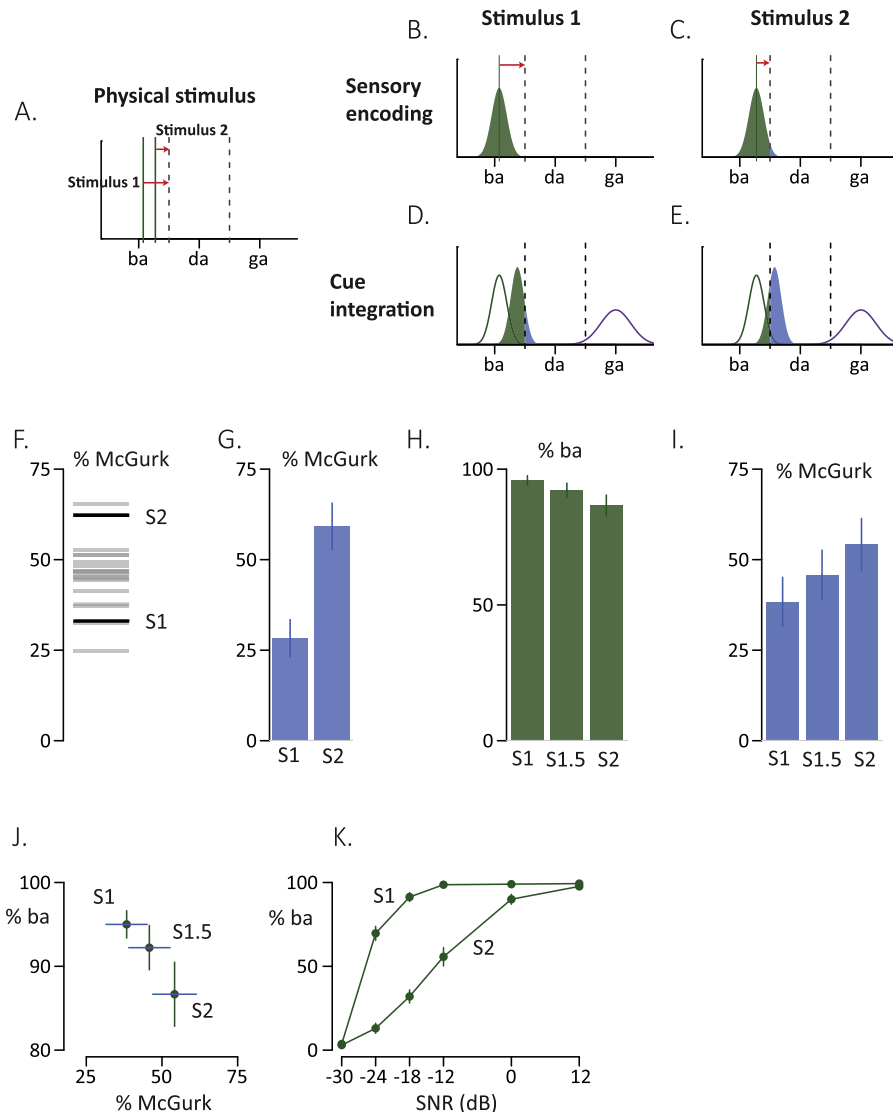 Stimulus 1
Stimulus 2
B.
C.
Sensory
encoding
ba da ga
ba da ga
A.
Physical stimulus
Stimulus 2
Stimulus 1
ba da ga
D.
E.
Cue
integration
ba da ga
ba da ga
F.
% McGurk
75
50
25
0
S2
S1
G.
% McGurk
75
50
25
0
S1 S2
H.
% ba
100
50
0
S1 S1.5 S2
I.
% McGurk
75
50
25
0
S1 S1.5 S2
J.
100
% ba
90
80
S1
S1.5
S2
25 50 75
% McGurk
K.
100
% ba
50
0
S1
S2
-30 -24 -18 -12 0 12
SNR (dB)